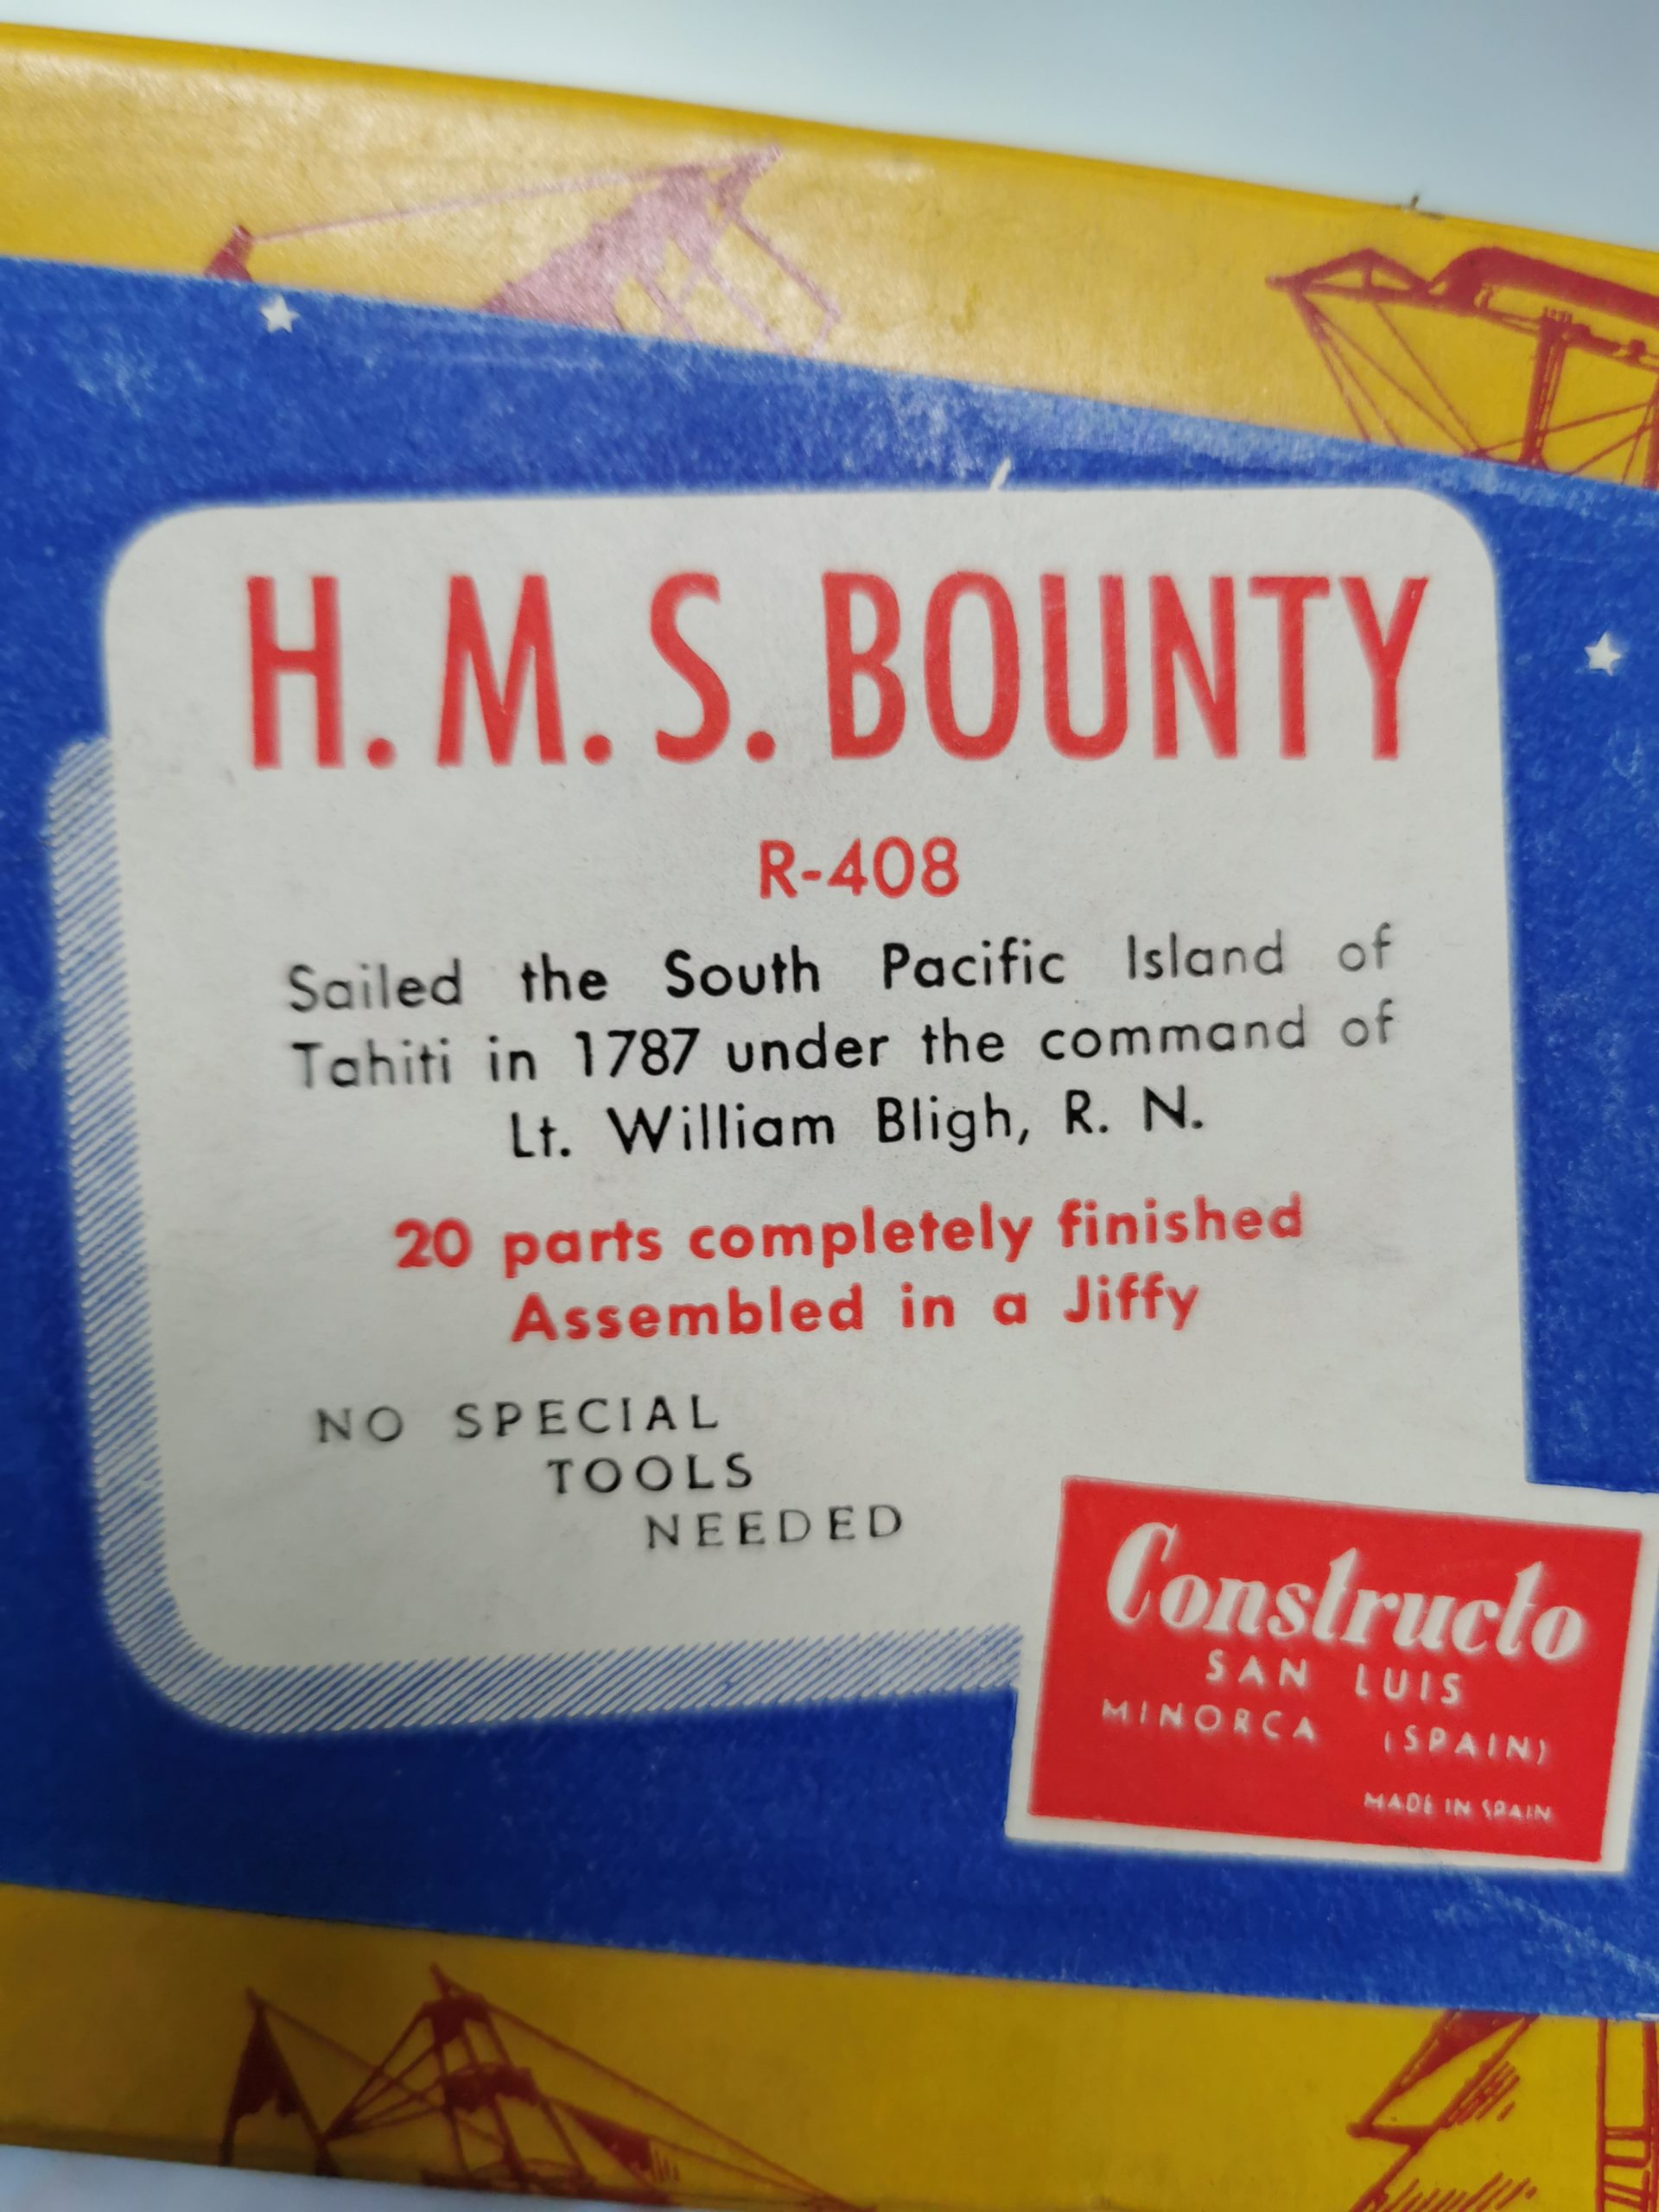 H. M. S. BOUNTY
R-408
Sailed the South Pacific Island of
Tahiti in 1787 under the command of
Lt. William Bligh, R. N.
20 parts completely finished
Assembled in a Jiffy
NO SPECIAL
TOOLS
NEEDED
Constructo
SAN LUIS
MINORCA (SPAIN)
MADE IN SPAIN